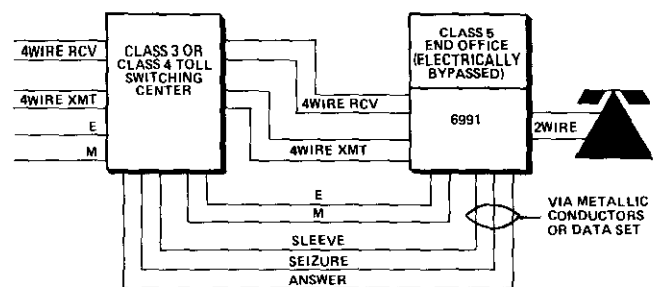 4WIRE RCV
4WIRE XMT
E
M
CLASS 3 OR
CLASS 4 TOLL
SWITCHING
CENTER
4WIRE RCV
4WIRE XMT
CLASS 5
END OFFICE
(ELECTRICALLY
BYPASSED)
6991
2WIRE
E
M
SLEEVE
SEIZURE
ANSWER
VIA METALLIC
CONDUCTORS
OR DATA SET